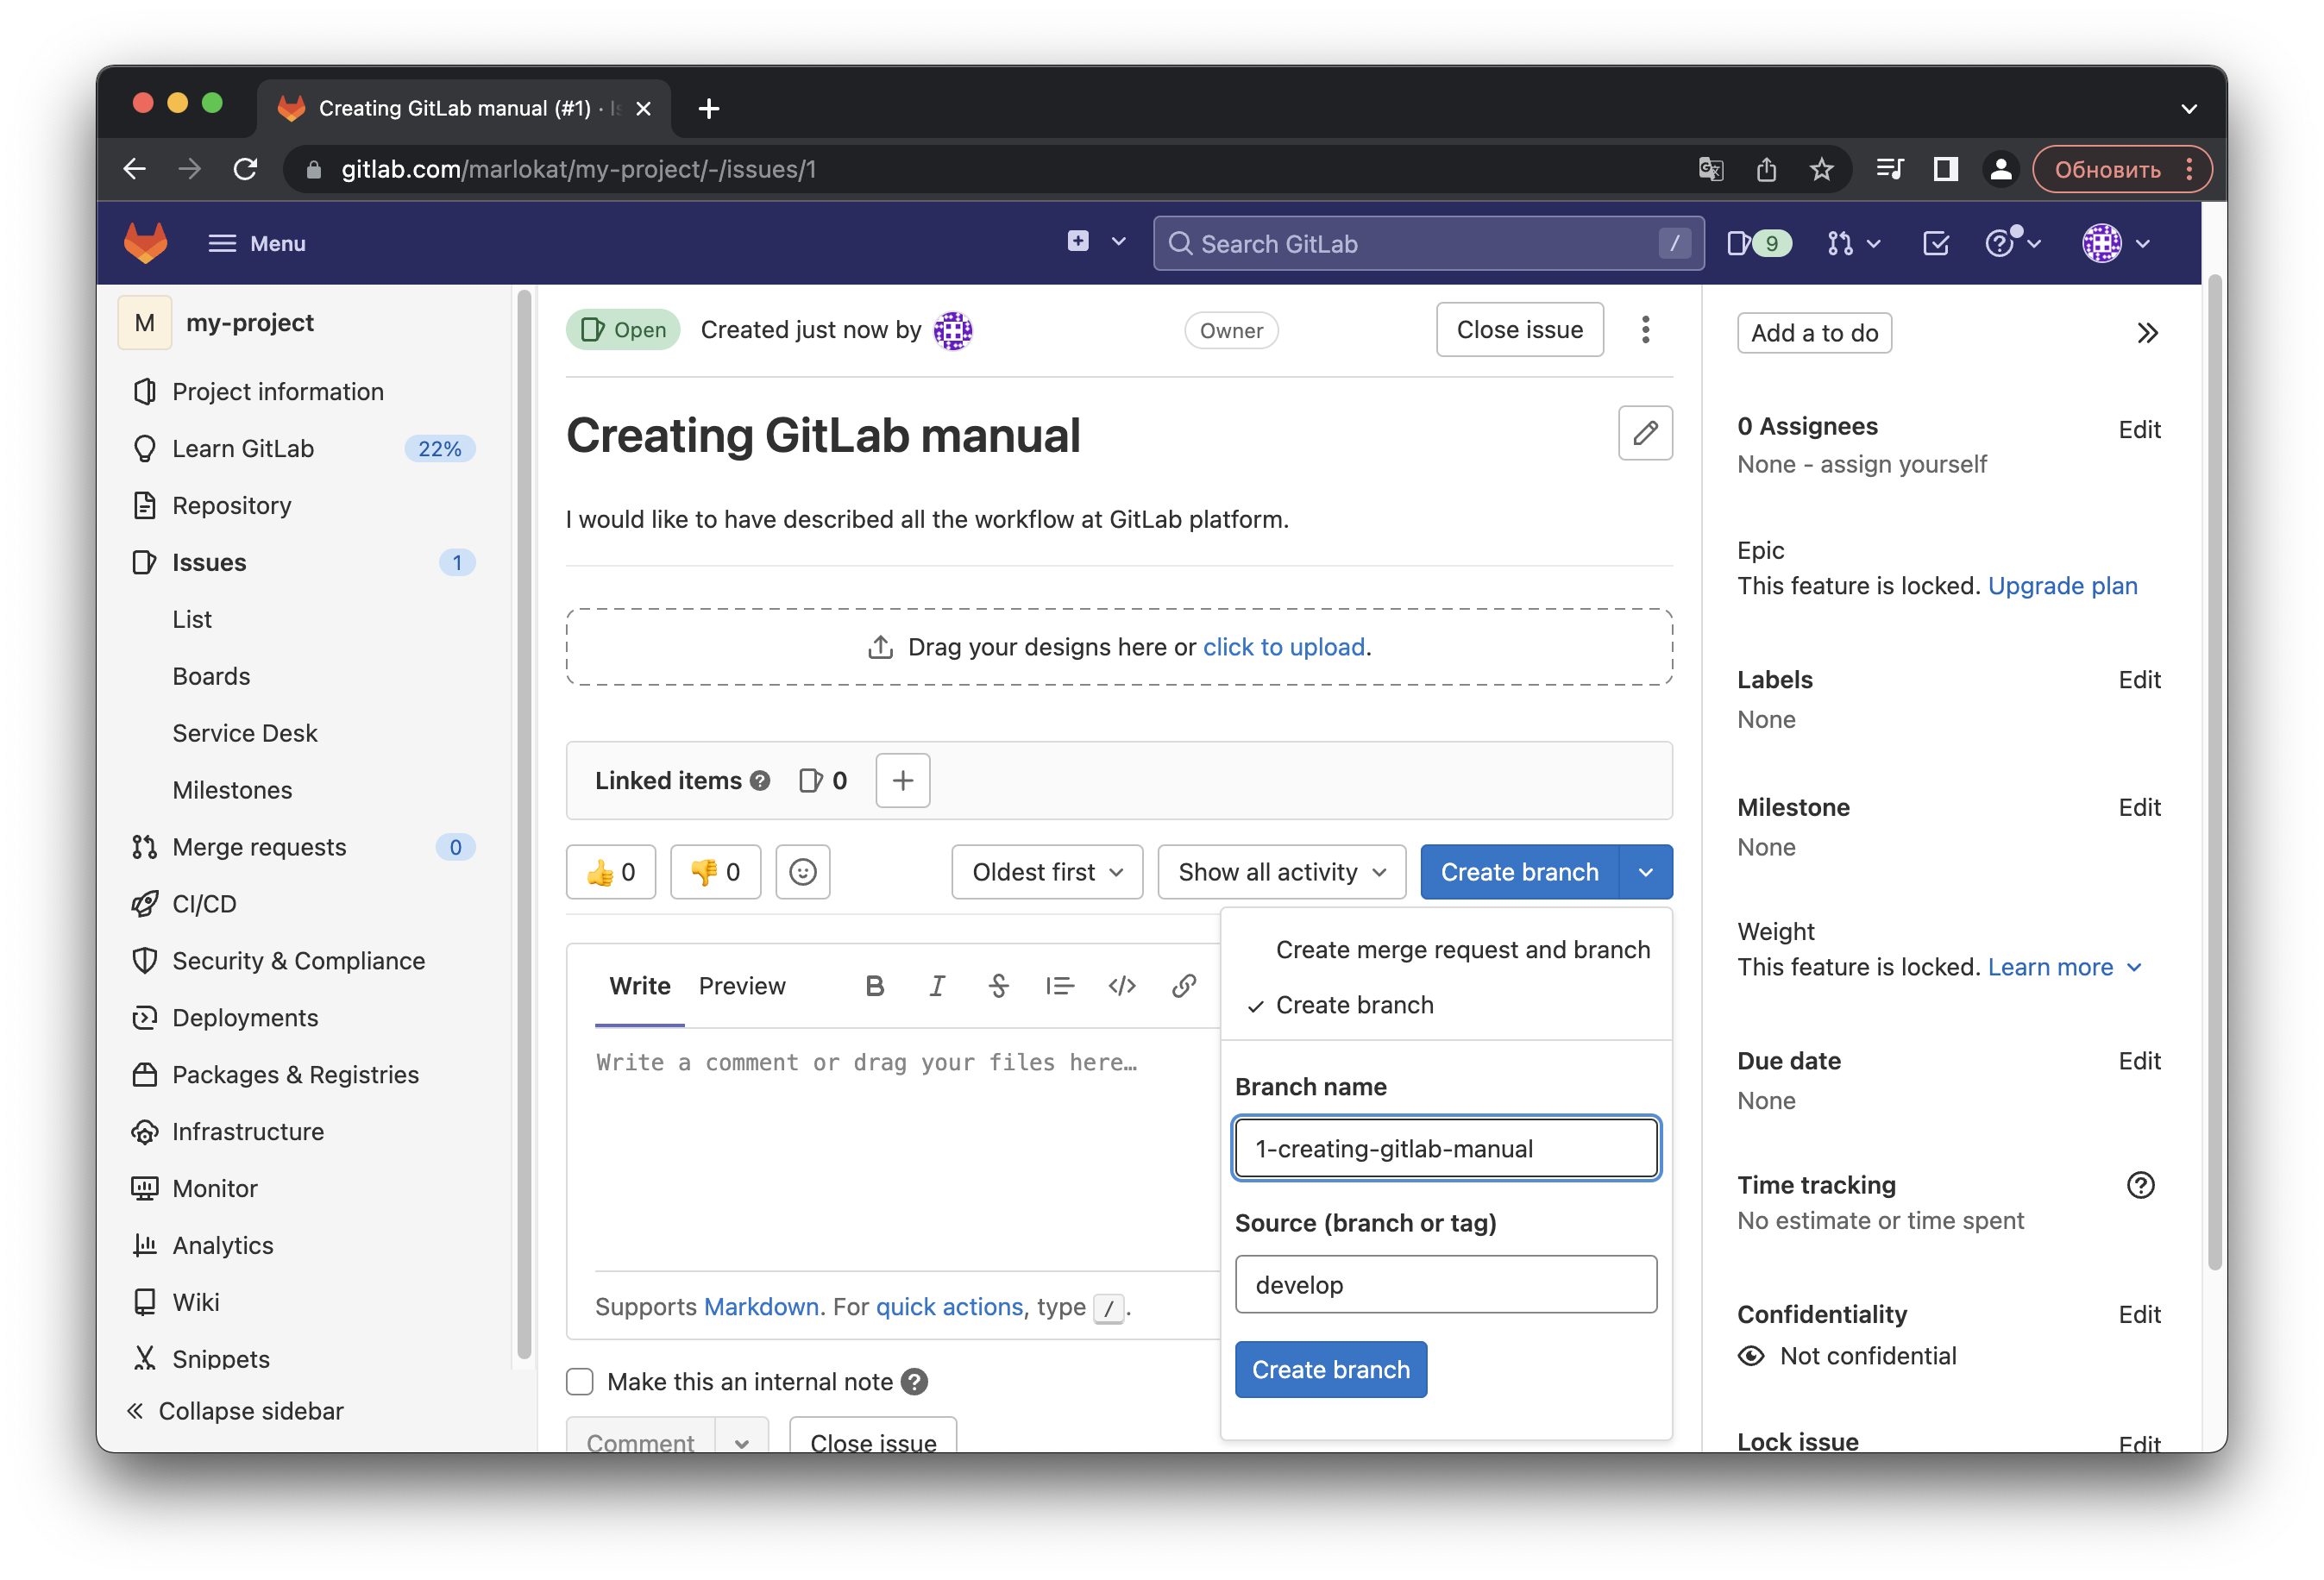 Creating GitLab manual (#1) · Is
gitlab.com/marlokat/my-project/-/issues/1
Обновить
Menu
Search GitLab
/
9
M
my-project
Project information
Learn GitLab
22%
Repository
Issues
1
List
Boards
Service Desk
Milestones
Merge requests
0
CI/CD
Security & Compliance
Deployments
Packages & Registries
Infrastructure
Monitor
Analytics
Wiki
Snippets
Collapse sidebar
Open
Created just now by
Owner
Close issue
Creating GitLab manual
I would like to have described all the workflow at GitLab platform.
Drag your designs here or click to upload.
Linked items
0
0
0
Oldest first
Show all activity
Create branch
Create merge request and branch
Create branch
Branch name
1-creating-gitlab-manual
Source (branch or tag)
develop
Create branch
Write
Preview
Write a comment or drag your files here…
Supports Markdown. For quick actions, type /.
Make this an internal note
Comment
Close issue
Add a to do
0 Assignees
Edit
None - assign yourself
Epic
This feature is locked. Upgrade plan
Labels
Edit
None
Milestone
Edit
None
Weight
This feature is locked. Learn more
Due date
Edit
None
Time tracking
No estimate or time spent
Confidentiality
Edit
Not confidential
Lock issue
Edit